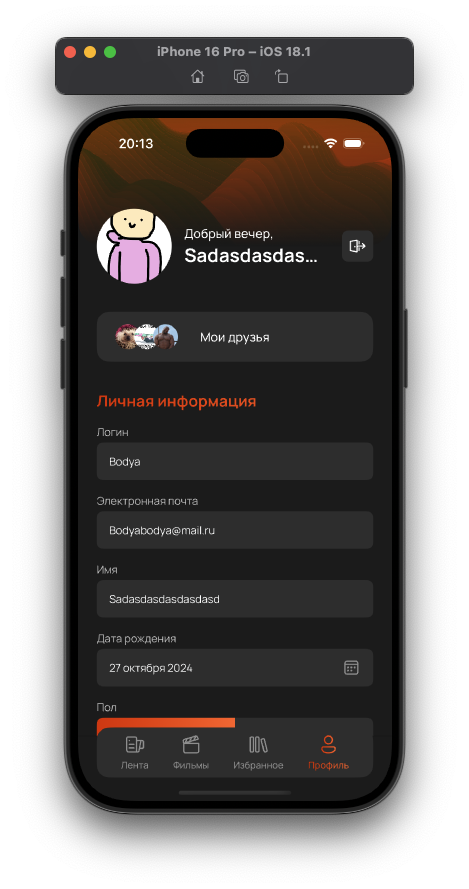 iPhone 16 Pro – iOS 18.1
20:13
Добрый вечер,
Sadasdasdas...
Мои друзья
Личная информация
Логин
Bodya
Электронная почта
Bodyabodya@mail.ru
Имя
Sadasdasdasdasdasd
Дата рождения
27 октября 2024
Пол
Лента
Фильмы
Избранное
Профиль